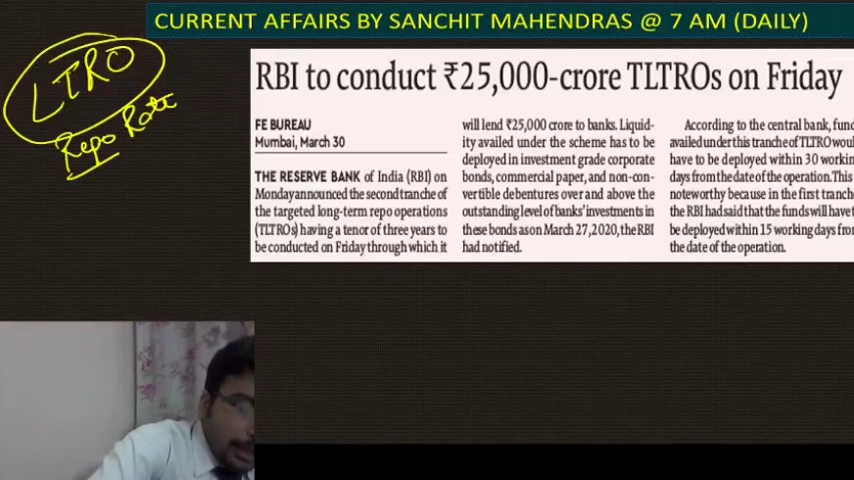 CURRENT AFFAIRS BY SANCHIT MAHENDRAS @ 7 AM (DAILY)
LTRO
Repo Rate
RBI to conduct ₹25,000-crore TLTROs on Friday
FE BUREAU
Mumbai, March 30
THE RESERVE BANK of India (RBI) on
Monday announced the second tranche of
the targeted long-term repo operations
(TLTROs) having a tenor of three years to
be conducted on Friday through which it
will lend ₹25,000 crore to banks. Liquid-
ity availed under the scheme has to be
deployed in investment grade corporate
bonds, commercial paper, and non-con-
vertible debentures over and above the
outstanding level of banks' investments in
these bonds as on March 27, 2020, the RBI
had notified.
According to the central bank, fund
availed under this tranche of TLTRO woul
have to be deployed within 30 workin
days from the date of the operation. This
noteworthy because in the first tranch
the RBI had said that the funds will have t
be deployed within 15 working days fro
the date of the operation.